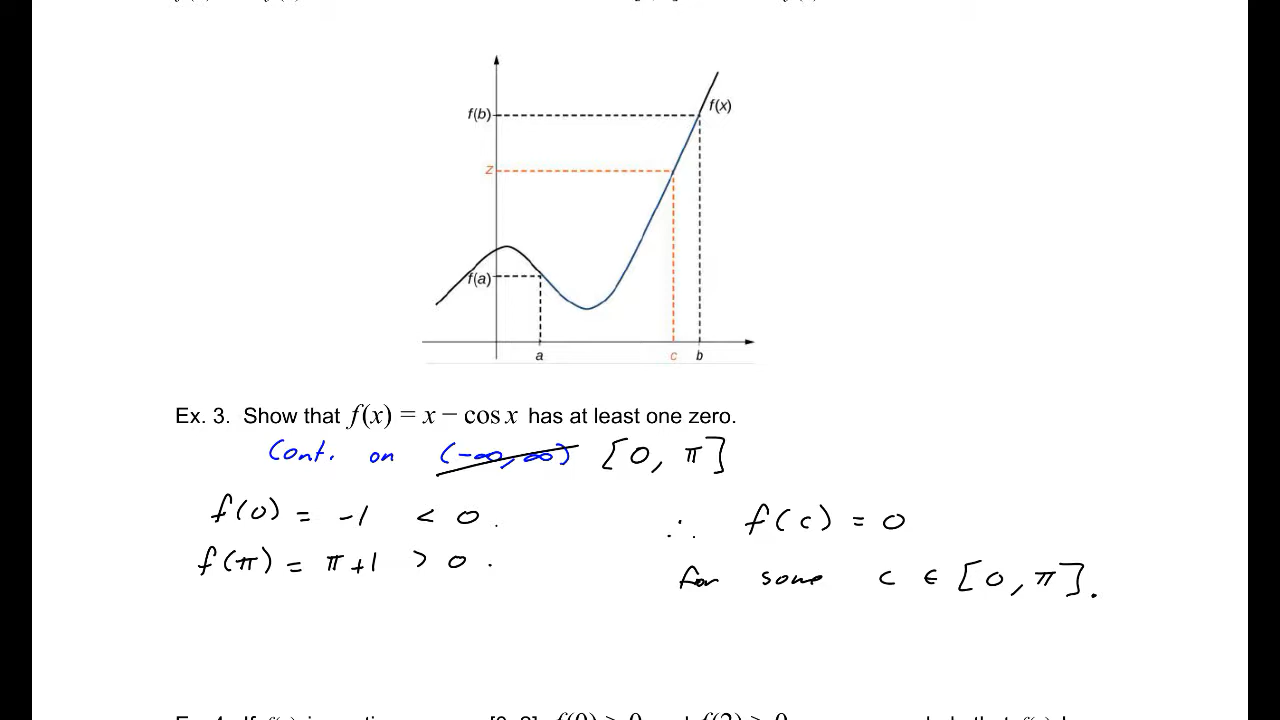 f(b)
f(x)
z
f(a)
a
c
b
Ex. 3. Show that f(x) = x − cos x has at least one zero.
Cont. on (-∞, ∞) [0, π]
f(0) = -1 < 0.
f(π) = π+1 > 0.
∴ f(c) = 0
for some c ∈ [0, π].